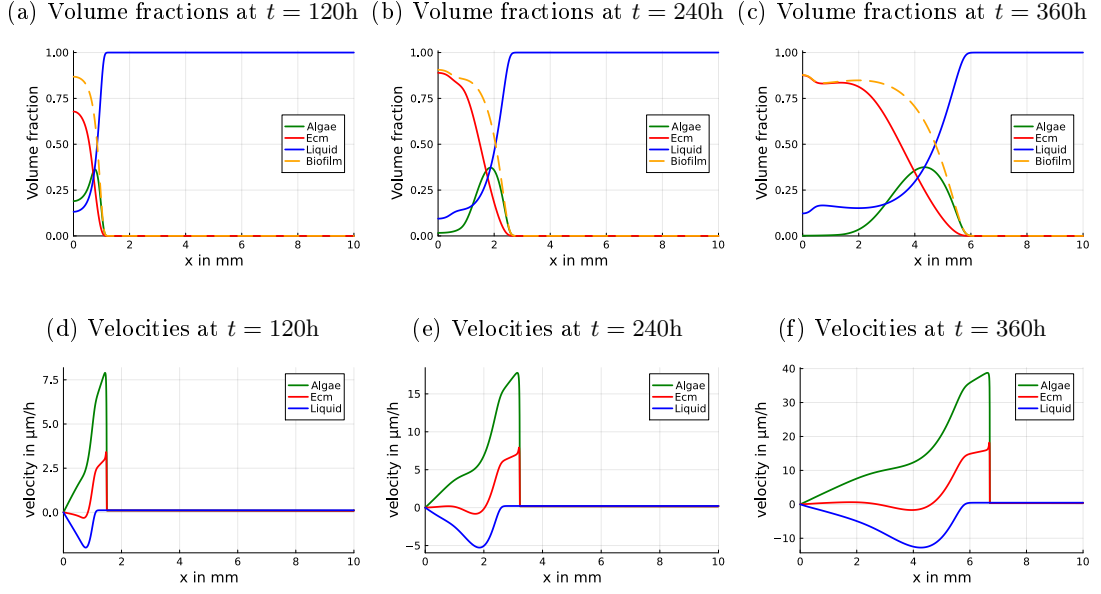 (a) Volume fractions at t = 120h
(b) Volume fractions at t = 240h
(c) Volume fractions at t = 360h
1.00
0.75
0.50
0.25
0.00
Volume fraction
0 2 4 6 8 10
x in mm
Algae
Ecm
Liquid
Biofilm
1.00
0.75
0.50
0.25
0.00
Volume fraction
0 2 4 6 8 10
x in mm
Algae
Ecm
Liquid
Biofilm
1.00
0.75
0.50
0.25
0.00
Volume fraction
0 2 4 6 8 10
x in mm
Algae
Ecm
Liquid
Biofilm
(d) Velocities at t = 120h
(e) Velocities at t = 240h
(f) Velocities at t = 360h
7.5
5.0
2.5
0.0
velocity in μm/h
0 2 4 6 8 10
x in mm
Algae
Ecm
Liquid
15
10
5
0
−5
velocity in μm/h
0 2 4 6 8 10
x in mm
Algae
Ecm
Liquid
40
30
20
10
0
−10
velocity in μm/h
0 2 4 6 8 10
x in mm
Algae
Ecm
Liquid